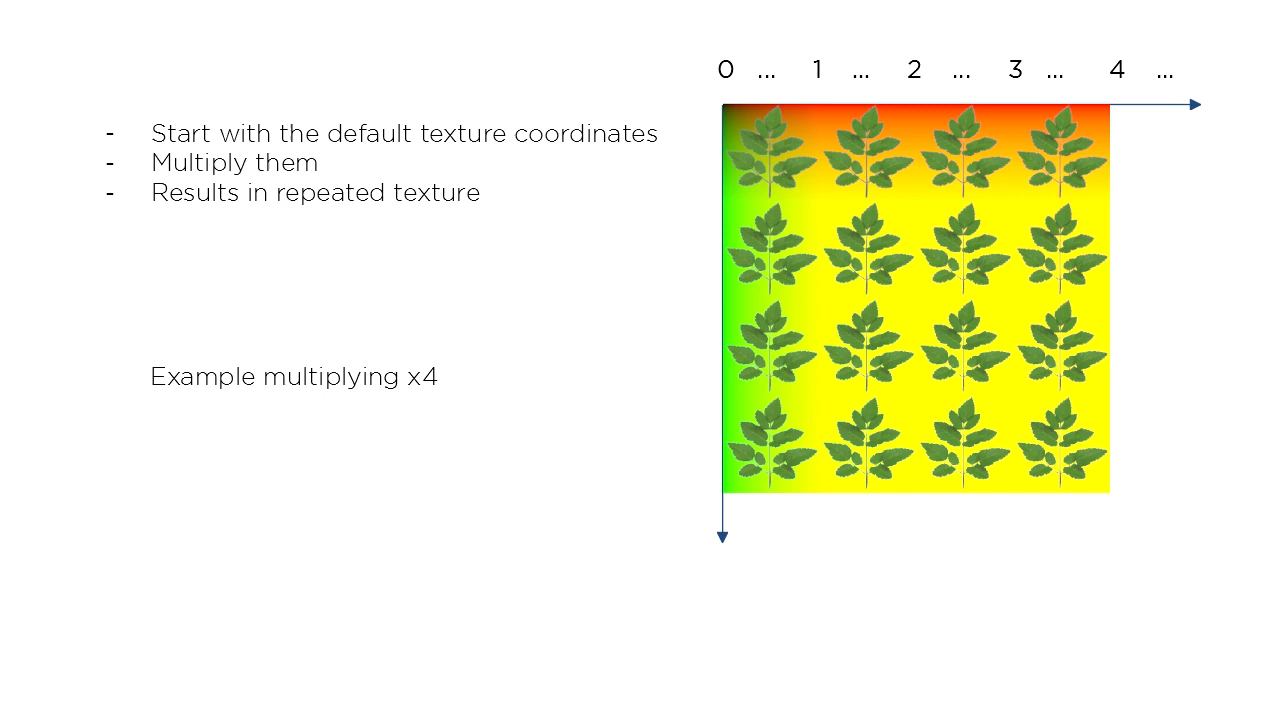 0 ... 1 ... 2 ... 3 ... 4 ...
- Start with the default texture coordinates
- Multiply them
- Results in repeated texture
Example multiplying x4